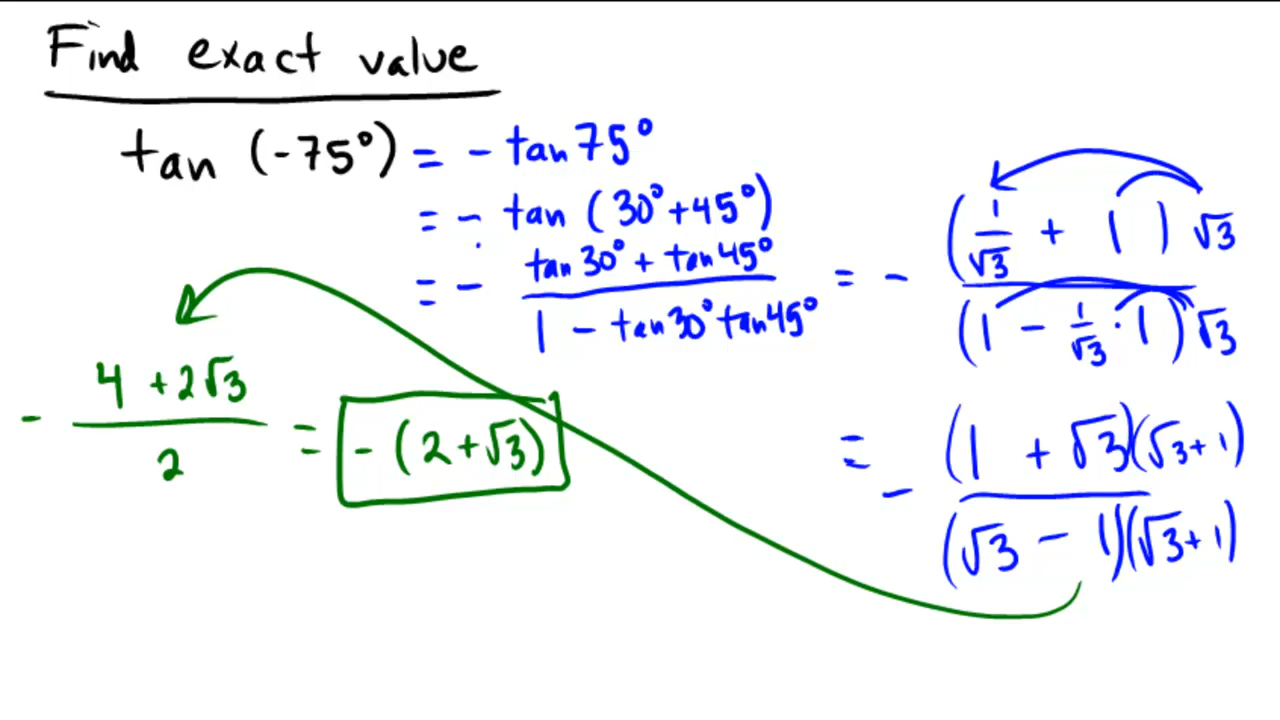 Find exact value
tan (-75°) = - tan 75°
= - tan (30° + 45°)
= - (tan 30° + tan 45°) / (1 - tan 30° tan 45°) = - ((1/√3 + 1) √3) / ((1 - 1/√3 · 1) √3)
= - ((1 + √3)(√3 + 1)) / ((√3 - 1)(√3 + 1))
- (4 + 2√3) / 2 = - (2 + √3)